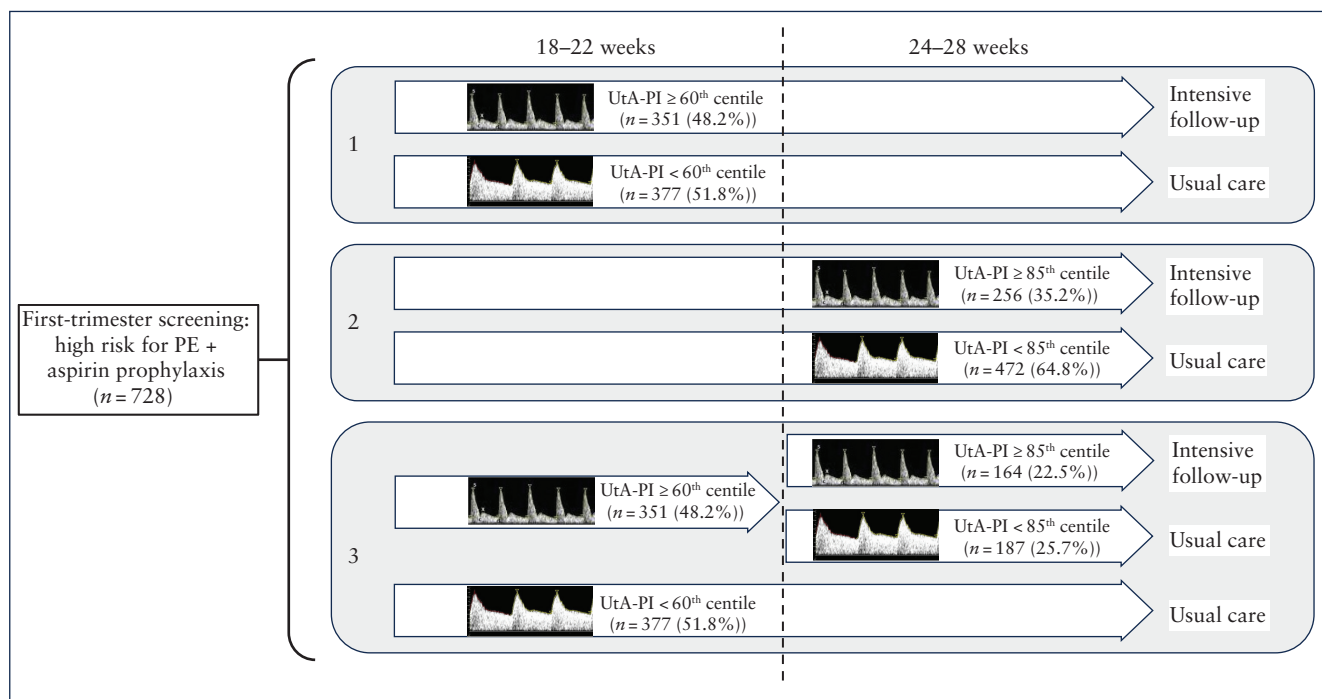 18–22 weeks
24–28 weeks
1
UtA-PI ≥ 60th centile
(n = 351 (48.2%))
Intensive
follow-up
UtA-PI < 60th centile
(n = 377 (51.8%))
Usual care
First-trimester screening:
high risk for PE +
aspirin prophylaxis
(n = 728)
2
UtA-PI ≥ 85th centile
(n = 256 (35.2%))
Intensive
follow-up
UtA-PI < 85th centile
(n = 472 (64.8%))
Usual care
3
UtA-PI ≥ 60th centile
(n = 351 (48.2%))
UtA-PI ≥ 85th centile
(n = 164 (22.5%))
Intensive
follow-up
UtA-PI < 85th centile
(n = 187 (25.7%))
Usual care
UtA-PI < 60th centile
(n = 377 (51.8%))
Usual care